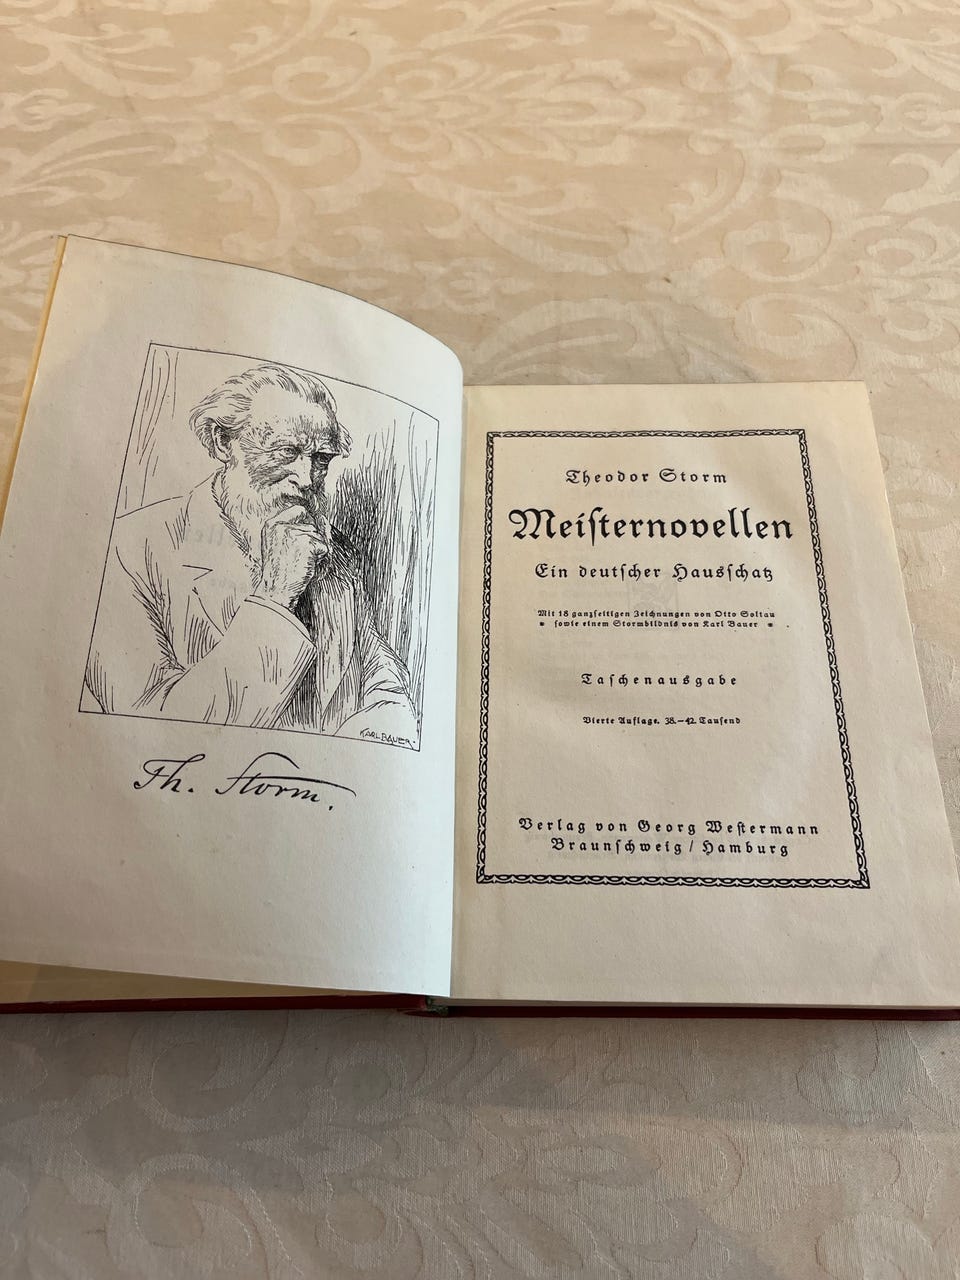 KARL BAUER.
Th. Storm.
Theodor Storm
Meiſternovellen
Ein deutſcher Hausſchatz
Mit 18 ganzſeitigen Zeichnungen von Otto Soltau
* ſowie einem Stormbildnis von Karl Bauer *
Taſchenausgabe
Vierte Auflage. 38.—42. Tauſend
Verlag von Georg Weſtermann
Braunſchweig / Hamburg